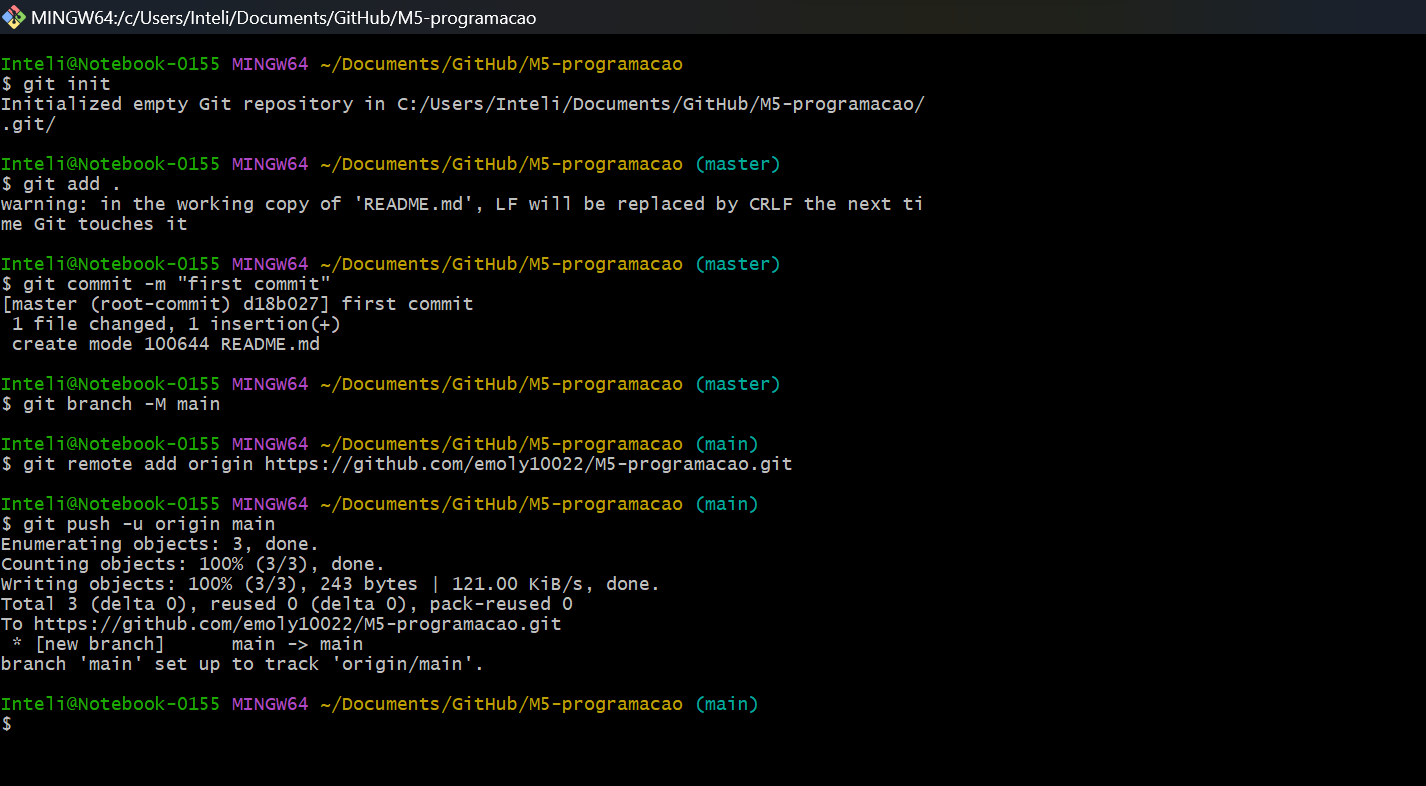 MINGW64:/c/Users/Inteli/Documents/GitHub/M5-programacao
Inteli@Notebook-0155 MINGW64 ~/Documents/GitHub/M5-programacao
$ git init
Initialized empty Git repository in C:/Users/Inteli/Documents/GitHub/M5-programacao/
.git/
Inteli@Notebook-0155 MINGW64 ~/Documents/GitHub/M5-programacao (master)
$ git add .
warning: in the working copy of 'README.md', LF will be replaced by CRLF the next ti
me Git touches it
Inteli@Notebook-0155 MINGW64 ~/Documents/GitHub/M5-programacao (master)
$ git commit -m "first commit"
[master (root-commit) d18b027] first commit
 1 file changed, 1 insertion(+)
 create mode 100644 README.md
Inteli@Notebook-0155 MINGW64 ~/Documents/GitHub/M5-programacao (master)
$ git branch -M main
Inteli@Notebook-0155 MINGW64 ~/Documents/GitHub/M5-programacao (main)
$ git remote add origin https://github.com/emoly10022/M5-programacao.git
Inteli@Notebook-0155 MINGW64 ~/Documents/GitHub/M5-programacao (main)
$ git push -u origin main
Enumerating objects: 3, done.
Counting objects: 100% (3/3), done.
Writing objects: 100% (3/3), 243 bytes | 121.00 KiB/s, done.
Total 3 (delta 0), reused 0 (delta 0), pack-reused 0
To https://github.com/emoly10022/M5-programacao.git
 * [new branch]      main -> main
branch 'main' set up to track 'origin/main'.
Inteli@Notebook-0155 MINGW64 ~/Documents/GitHub/M5-programacao (main)
$